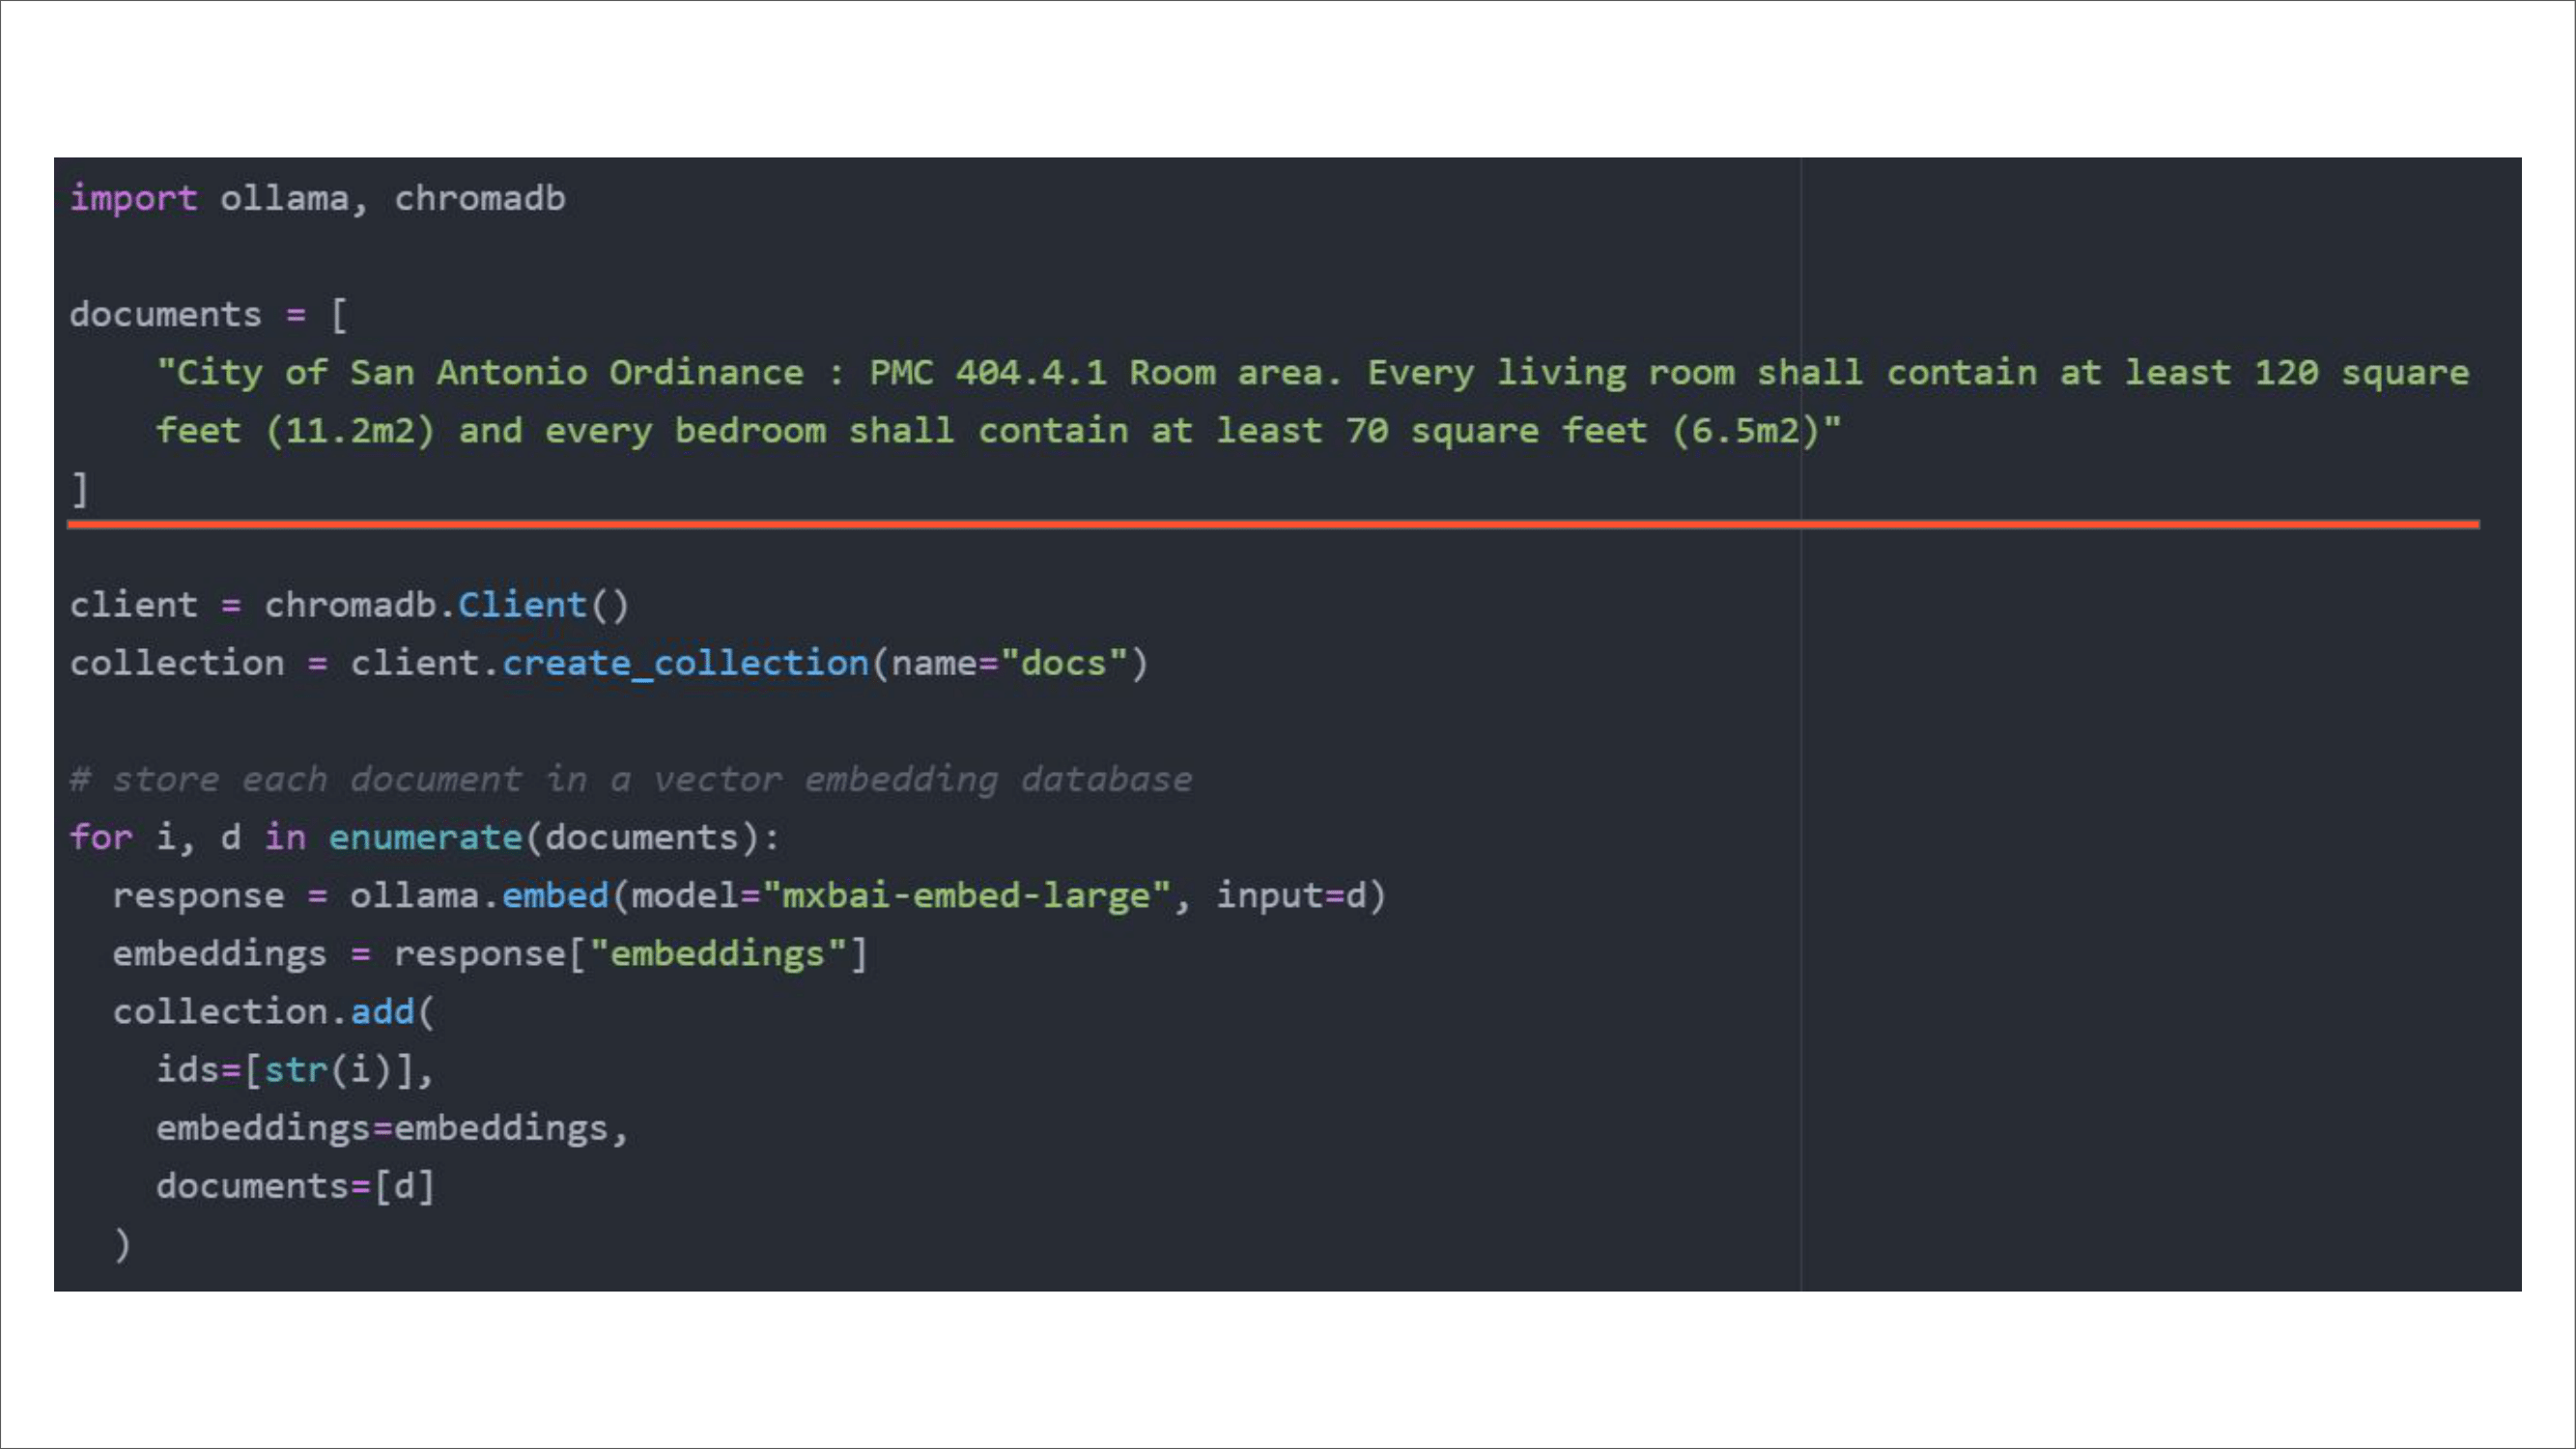 import ollama, chromadb
documents = [
"City of San Antonio Ordinance : PMC 404.4.1 Room area. Every living room shall contain at least 120 square
feet (11.2m2) and every bedroom shall contain at least 70 square feet (6.5m2)"
]
client = chromadb.Client()
collection = client.create_collection(name="docs")
# store each document in a vector embedding database
for i, d in enumerate(documents):
response = ollama.embed(model="mxbai-embed-large", input=d)
embeddings = response["embeddings"]
collection.add(
ids=[str(i)],
embeddings=embeddings,
documents=[d]
)